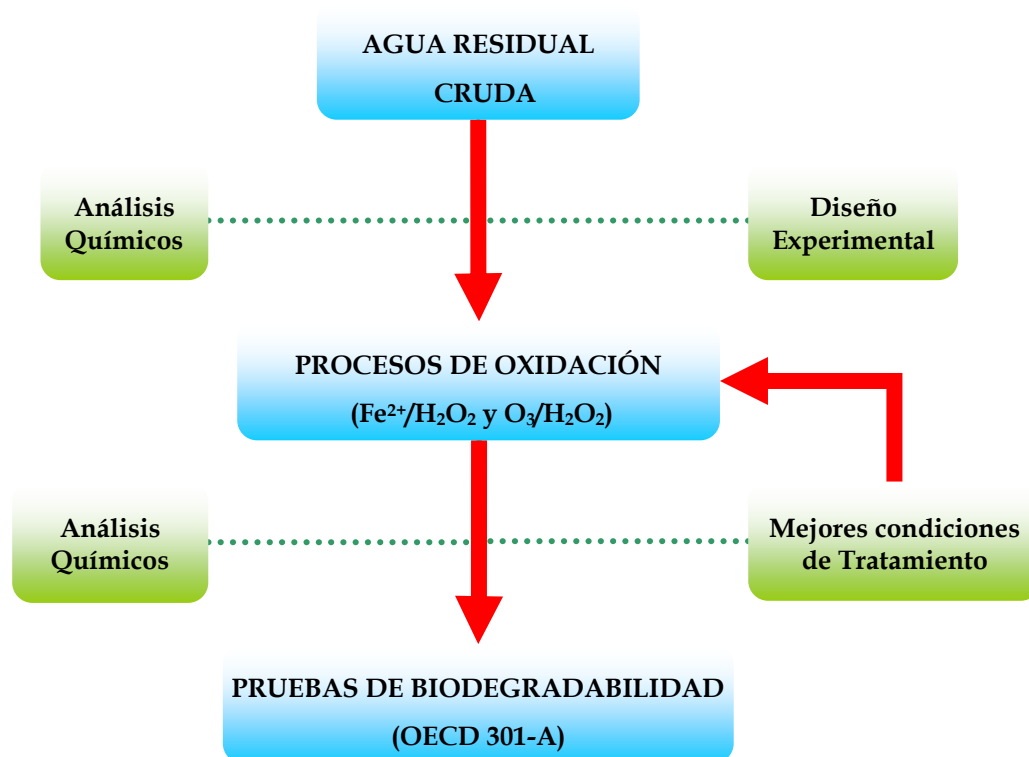 AGUA RESIDUAL
CRUDA
Análisis
Químicos
Diseño
Experimental
PROCESOS DE OXIDACIÓN
(Fe²⁺/H₂O₂ y O₃/H₂O₂)
Análisis
Químicos
Mejores condiciones
de Tratamiento
PRUEBAS DE BIODEGRADABILIDAD
(OECD 301-A)